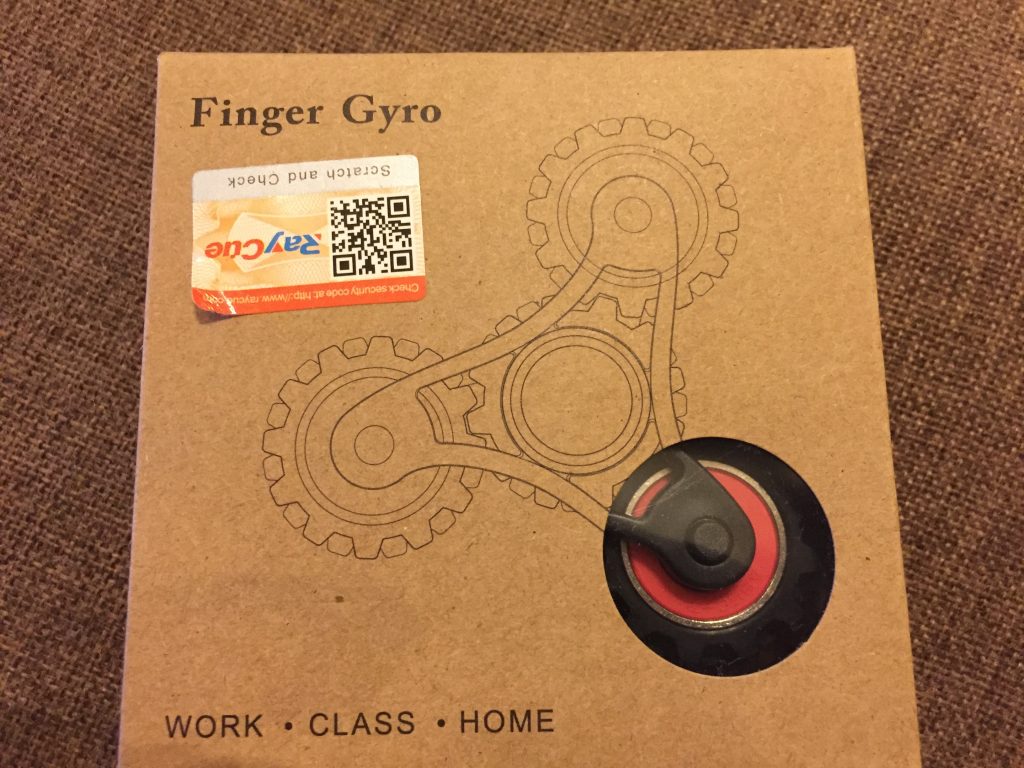 Finger Gyro
Scratch and Check
RayCue
Check security code at: http://www.raycue.com
WORK • CLASS • HOME